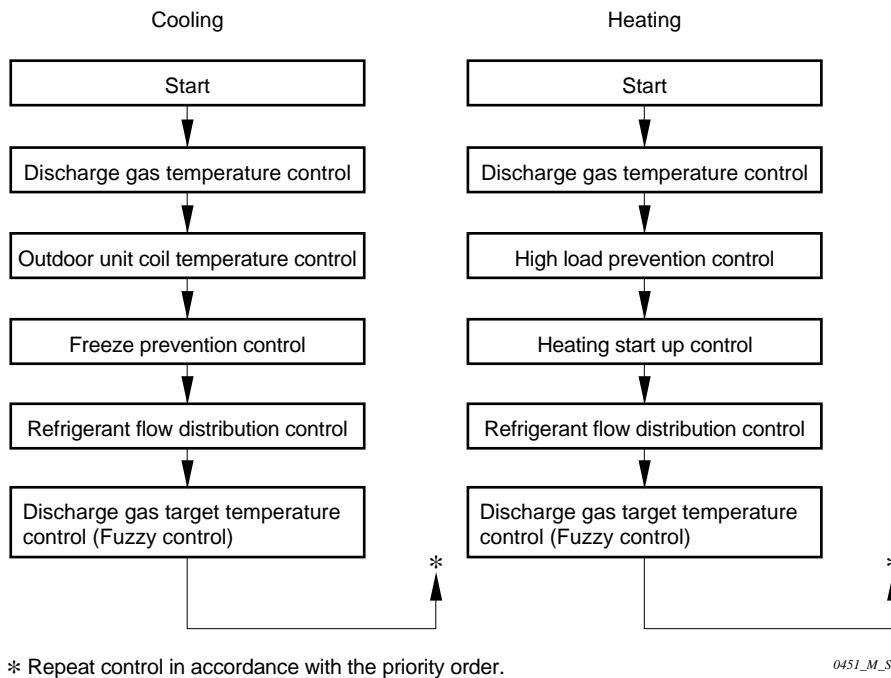 Cooling
Start
Discharge gas temperature control
Outdoor unit coil temperature control
Freeze prevention control
Refrigerant flow distribution control
Discharge gas target temperature
control (Fuzzy control)
*
Heating
Start
Discharge gas temperature control
High load prevention control
Heating start up control
Refrigerant flow distribution control
Discharge gas target temperature
control (Fuzzy control)
*
* Repeat control in accordance with the priority order.
0451_M_S